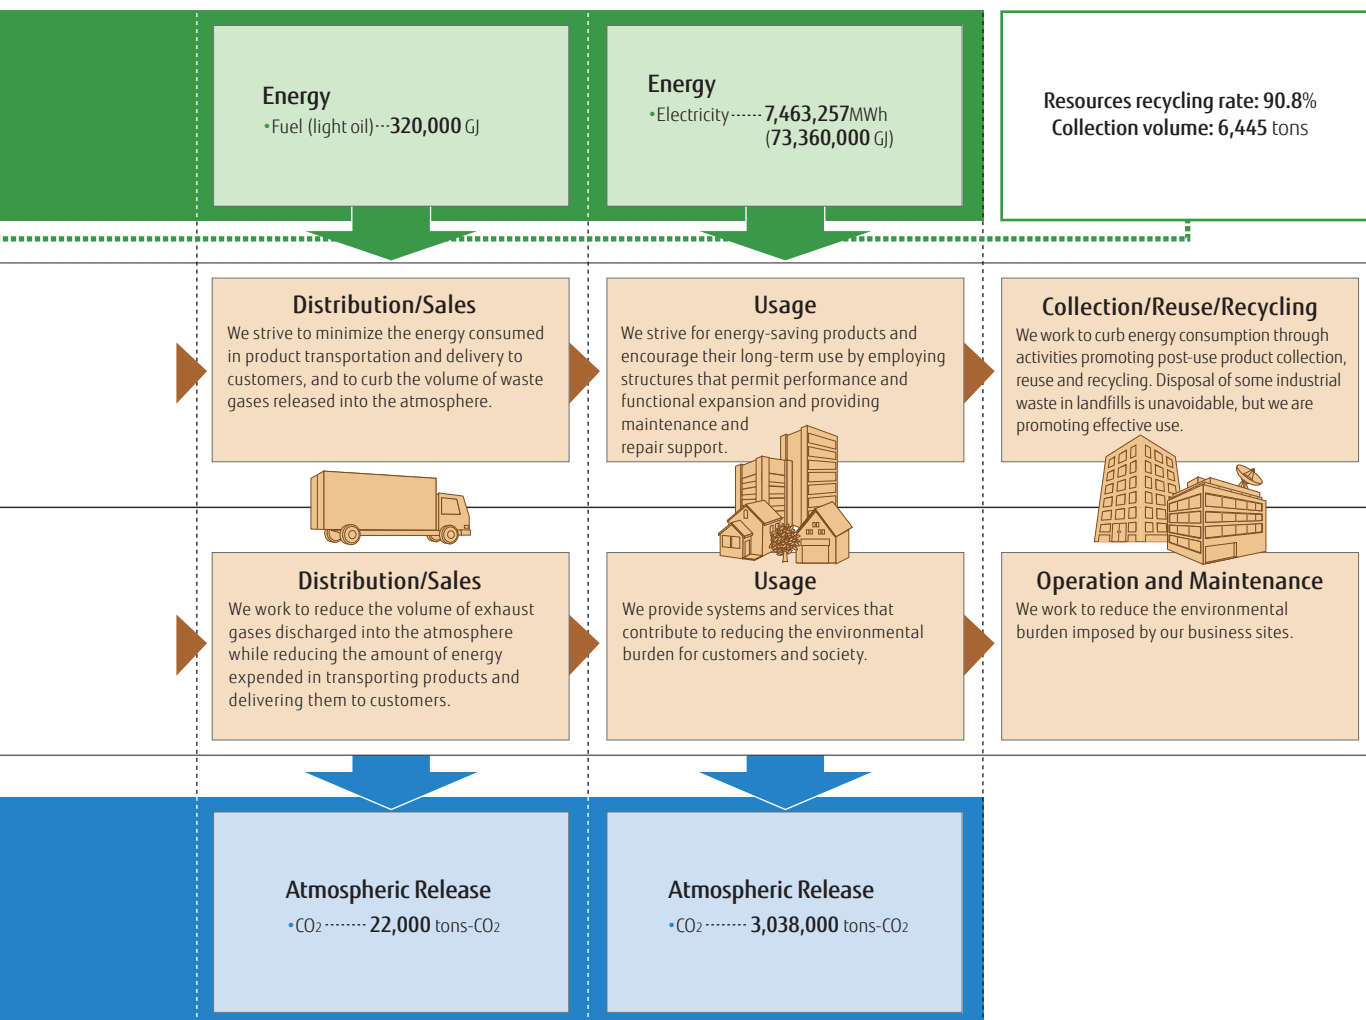 Energy
•Fuel (light oil)---320,000 GJ
Energy
•Electricity------ 7,463,257MWh
(73,360,000 GJ)
Resources recycling rate: 90.8%
Collection volume: 6,445 tons
Distribution/Sales
We strive to minimize the energy consumed
in product transportation and delivery to
customers, and to curb the volume of waste
gases released into the atmosphere.
Usage
We strive for energy-saving products and
encourage their long-term use by employing
structures that permit performance and
functional expansion and providing
maintenance and
repair support.
Collection/Reuse/Recycling
We work to curb energy consumption through
activities promoting post-use product collection,
reuse and recycling. Disposal of some industrial
waste in landfills is unavoidable, but we are
promoting effective use.
Distribution/Sales
We work to reduce the volume of exhaust
gases discharged into the atmosphere
while reducing the amount of energy
expended in transporting products and
delivering them to customers.
Usage
We provide systems and services that
contribute to reducing the environmental
burden for customers and society.
Operation and Maintenance
We work to reduce the environmental
burden imposed by our business sites.
Atmospheric Release
•CO2 -------- 22,000 tons-CO2
Atmospheric Release
•CO2 -------- 3,038,000 tons-CO2